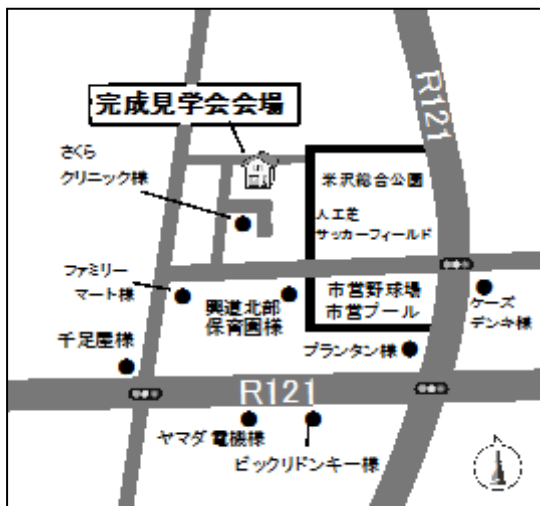 完成見学会会場
R121
さくら
クリニック様
米沢総合公園
人工芝
サッカーフィールド
ファミリー
マート様
興道北部
保育園様
市営野球場
市営プール
ケーズ
デンキ様
千足屋様
プランタン様
R121
ヤマダ電機様
ビックリドンキー様